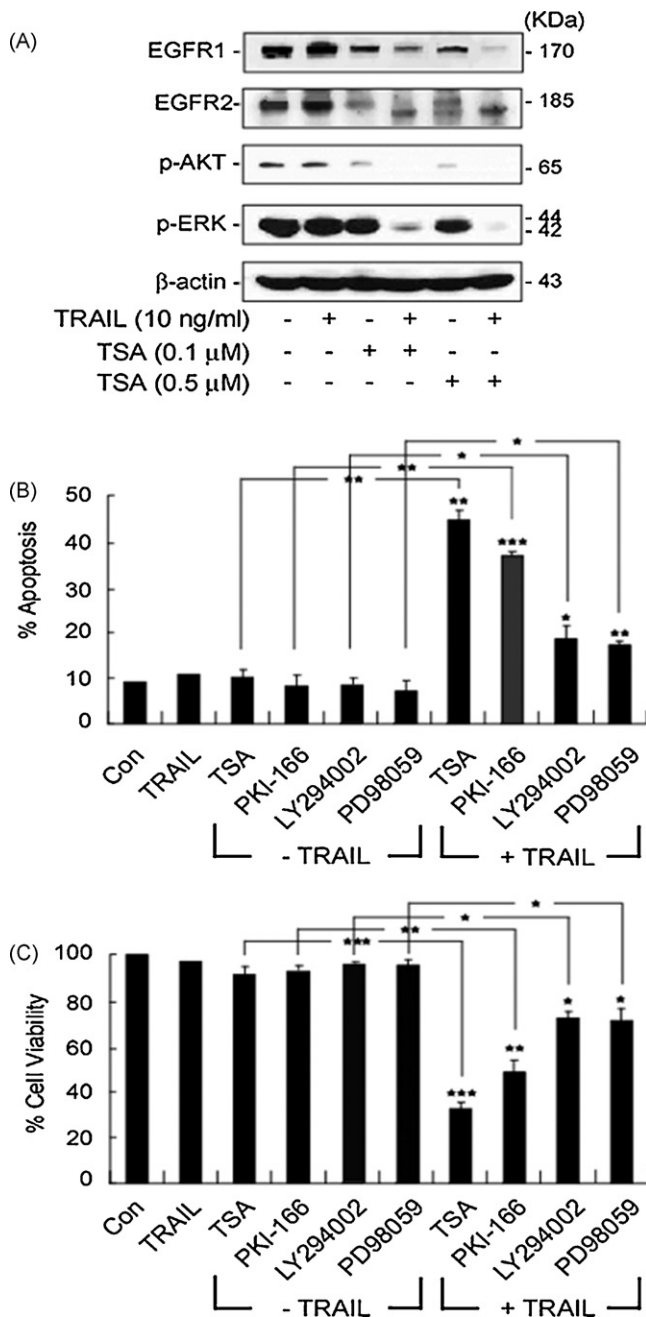 (A)
(KDa)
EGFR1 - 170
EGFR2 - 185
p-AKT - 65
p-ERK - 44
42
β-actin - 43
TRAIL (10 ng/ml) - + - + - +
TSA (0.1 μM) - - + + - -
TSA (0.5 μM) - - - - + +
(B)
% Apoptosis
50
40
30
20
10
0
* 
*
** **
** *** * **
Con TRAIL TSA PKI-166 LY294002 PD98059 TSA PKI-166 LY294002 PD98059
- TRAIL + TRAIL
(C)
% Cell Viability
100
80
60
40
20
0
*
*
*** **
*** ** * *
Con TRAIL TSA PKI-166 LY294002 PD98059 TSA PKI-166 LY294002 PD98059
- TRAIL + TRAIL